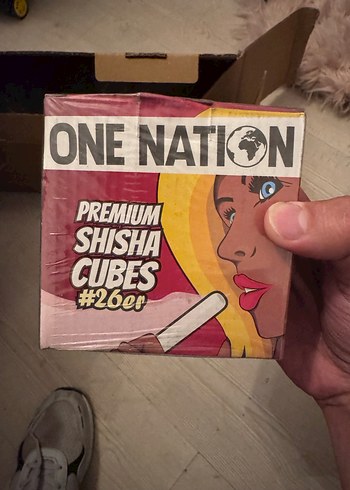 ONE NATION
PREMIUM
SHISHA
CUBES
#26er